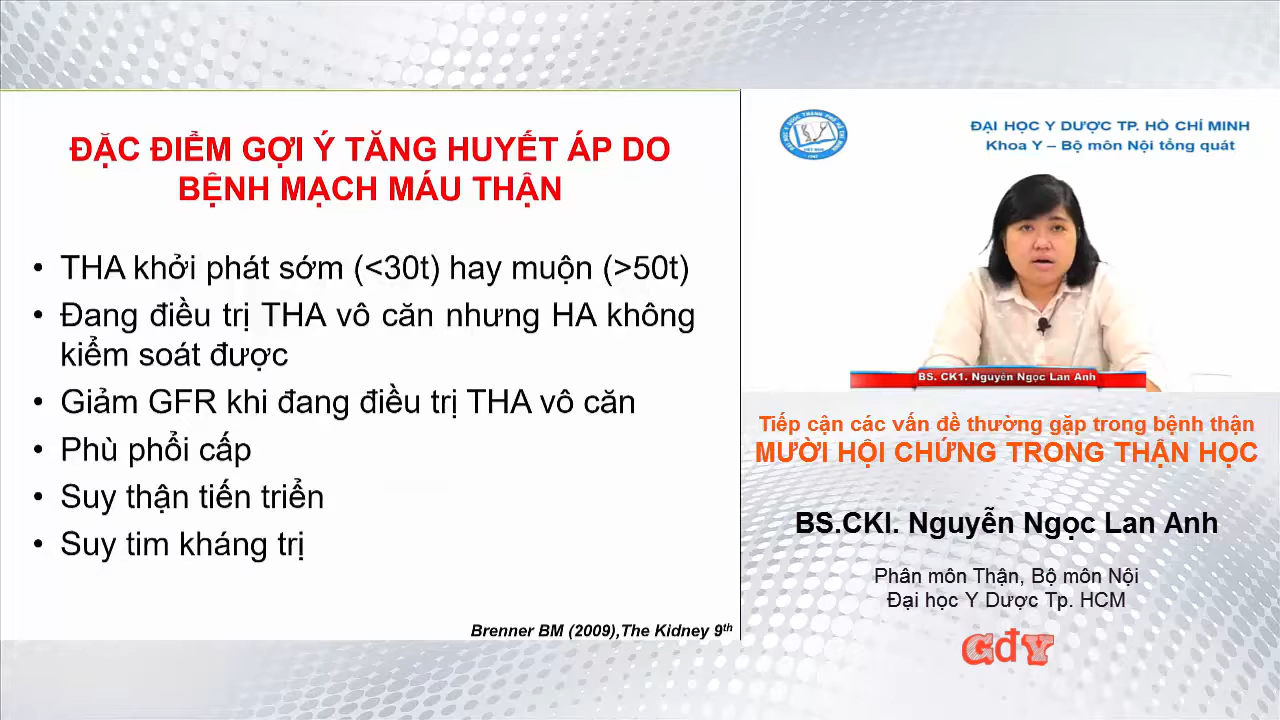 ĐẶC ĐIỂM GỢI Ý TĂNG HUYẾT ÁP DO
BỆNH MẠCH MÁU THẬN
• THA khởi phát sớm (<30t) hay muộn (>50t)
• Đang điều trị THA vô căn nhưng HA không
kiểm soát được
• Giảm GFR khi đang điều trị THA vô căn
• Phù phổi cấp
• Suy thận tiến triển
• Suy tim kháng trị
Brenner BM (2009),The Kidney 9th
ĐẠI HỌC Y DƯỢC TP. HỒ CHÍ MINH
Khoa Y – Bộ môn Nội tổng quát
BS. CK1. Nguyễn Ngọc Lan Anh
Tiếp cận các vấn đề thường gặp trong bệnh thận
MƯỜI HỘI CHỨNG TRONG THẬN HỌC
BS.CKI. Nguyễn Ngọc Lan Anh
Phân môn Thận, Bộ môn Nội
Đại học Y Dược Tp. HCM
GđY